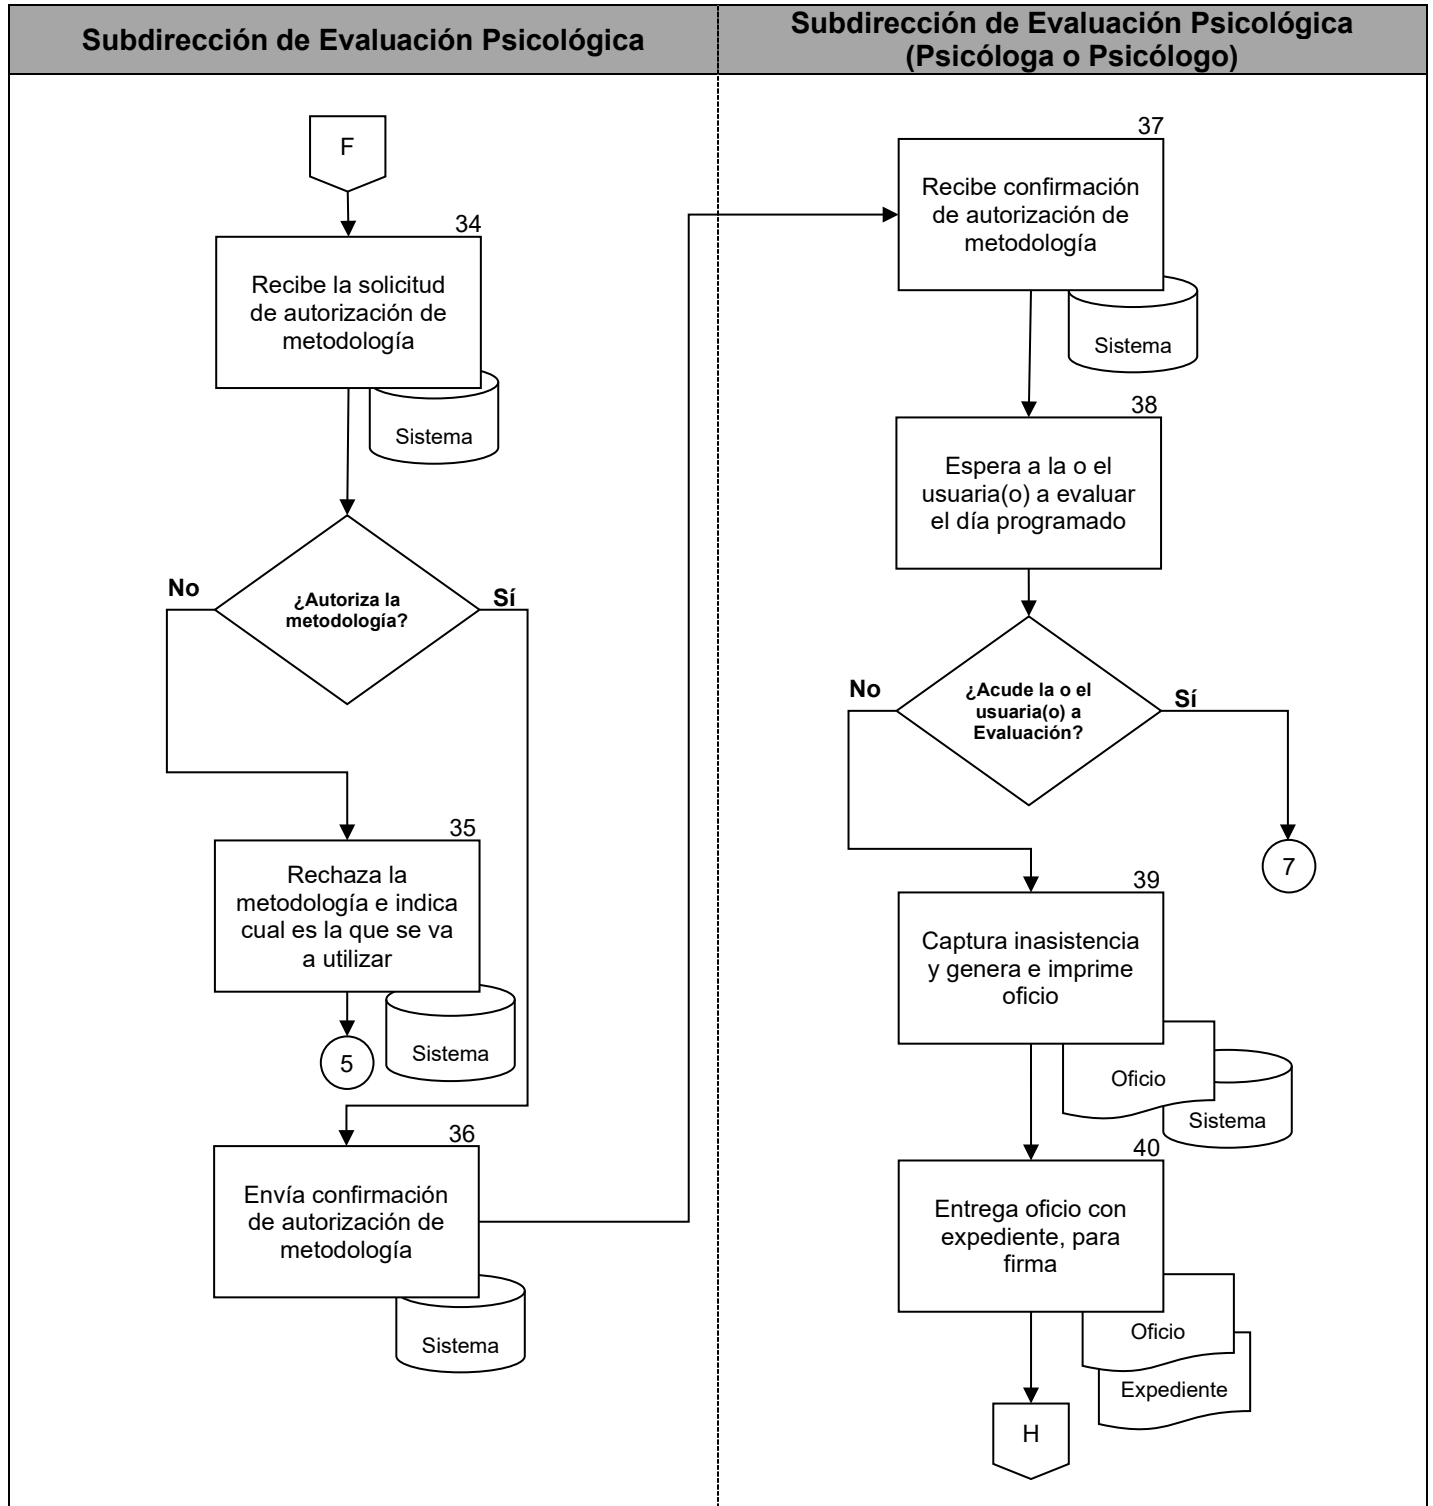 Subdirección de Evaluación Psicológica
Subdirección de Evaluación Psicológica
(Psicóloga o Psicólogo)
F
34
Recibe la solicitud
de autorización de
metodología
Sistema
¿Autoriza la
metodología?
No
Sí
35
Rechaza la
metodología e indica
cual es la que se va
a utilizar
Sistema
5
36
Envía confirmación
de autorización de
metodología
Sistema
37
Recibe confirmación
de autorización de
metodología
Sistema
38
Espera a la o el
usuaria(o) a evaluar
el día programado
No
¿Acude la o el
usuaria(o) a
Evaluación?
Sí
7
39
Captura inasistencia
y genera e imprime
oficio
Oficio
Sistema
40
Entrega oficio con
expediente, para
firma
Oficio
Expediente
H